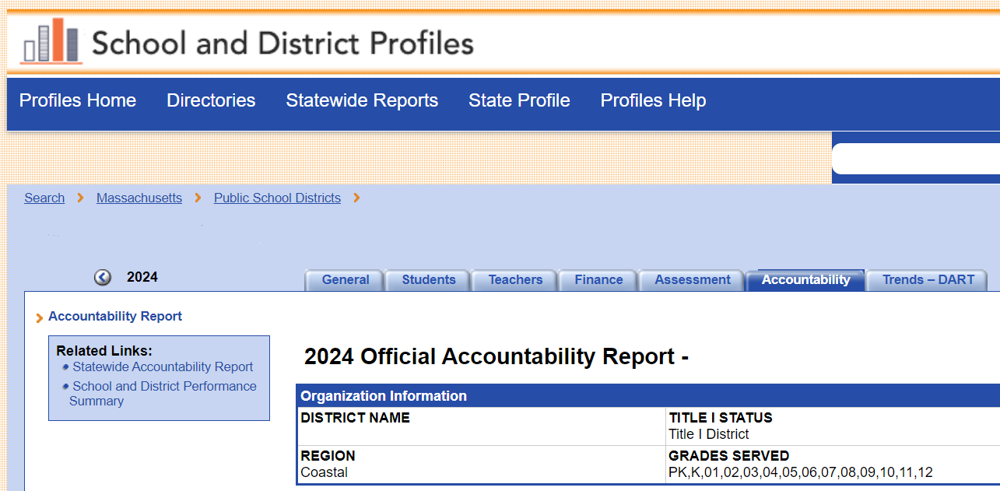 School and District Profiles
Profiles Home Directories Statewide Reports State Profile Profiles Help
Search Massachusetts Public School Districts
2024
General Students Teachers Finance Assessment Accountability Trends – DART
Accountability Report
Related Links:
Statewide Accountability Report
School and District Performance
Summary
2024 Official Accountability Report -
Organization Information
DISTRICT NAME TITLE I STATUS
Title I District
REGION GRADES SERVED
Coastal PK,K,01,02,03,04,05,06,07,08,09,10,11,12